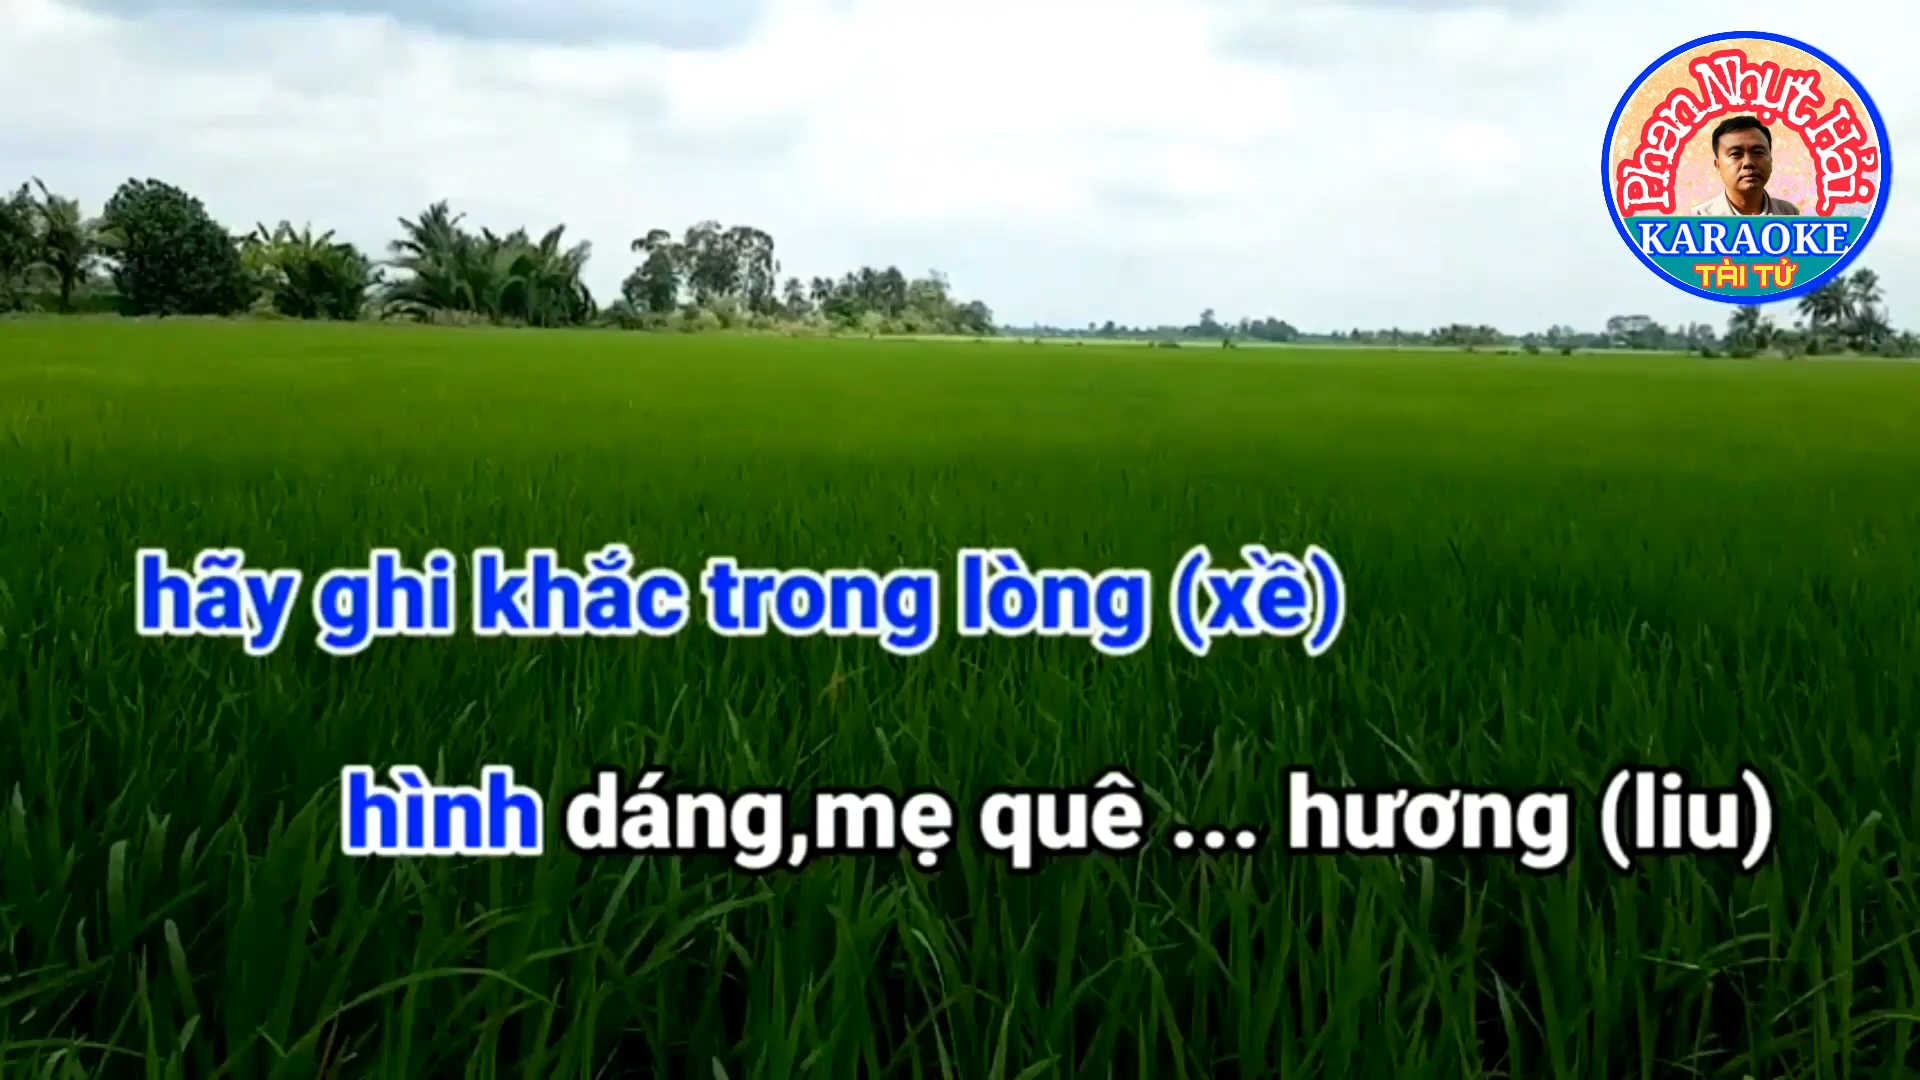 Phan Nhựt Hải
KARAOKE
TÀI TỬ
hãy ghi khắc trong lòng (xề)
hình dáng,mẹ quê ... hương (liu)